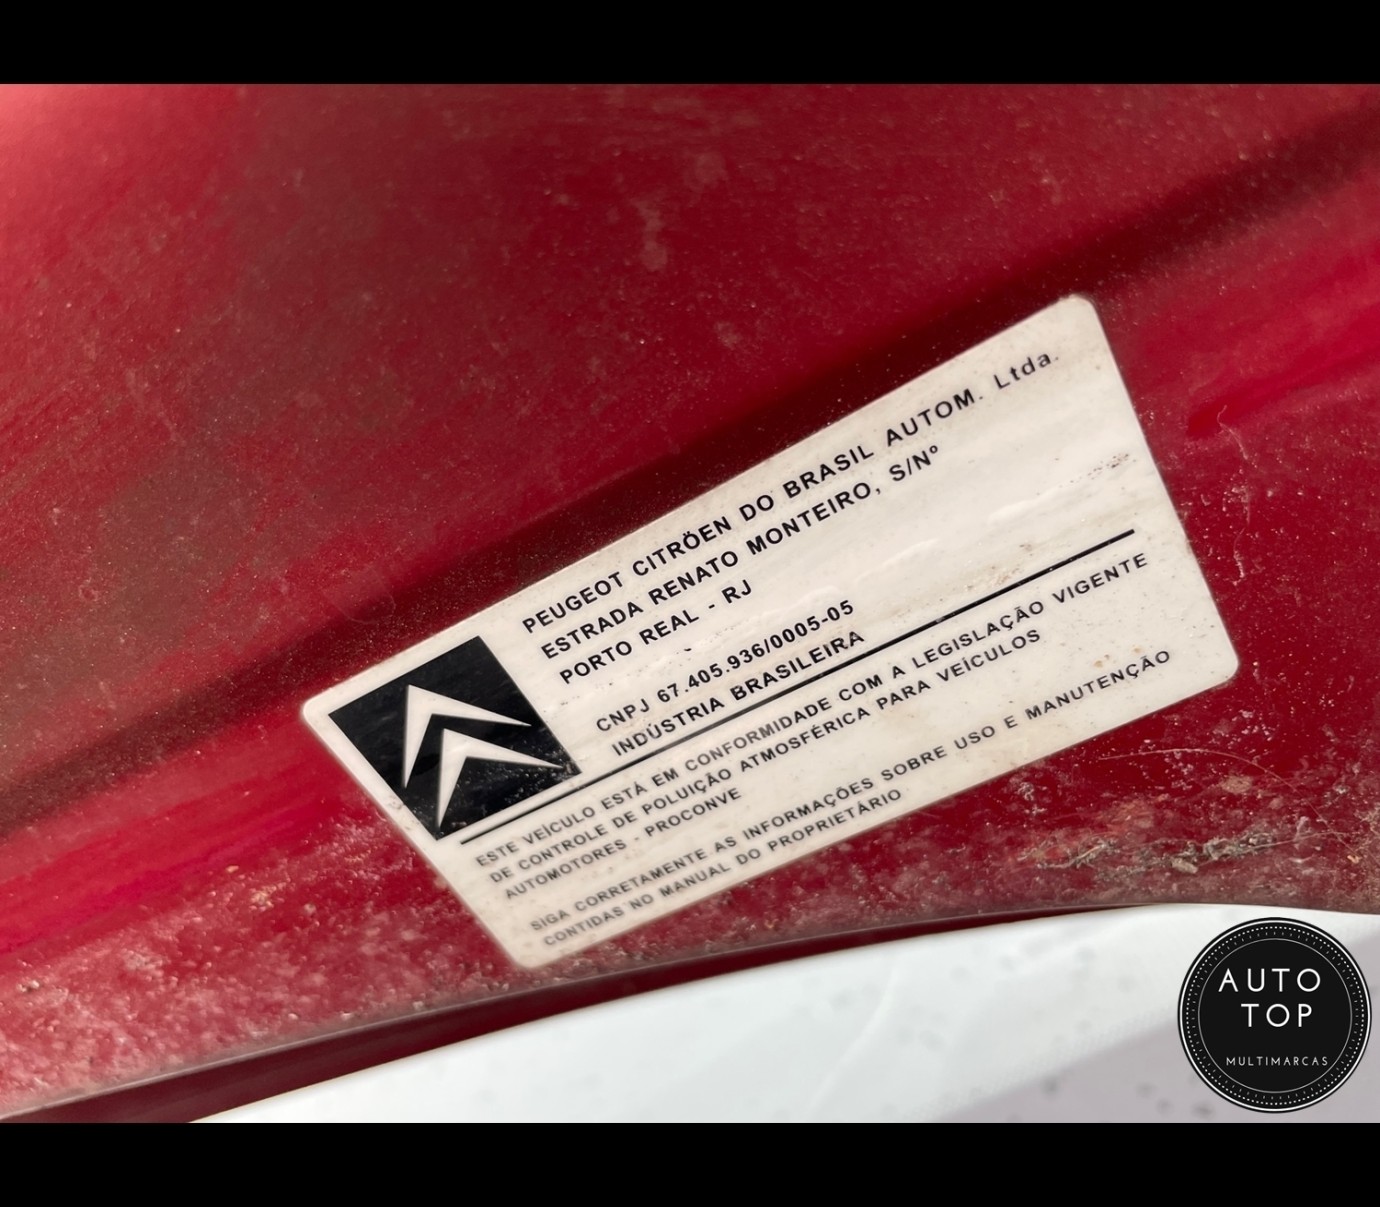 PEUGEOT CITRÖEN DO BRASIL AUTOM. Ltda.
ESTRADA RENATO MONTEIRO, S/Nº
PORTO REAL - RJ
CNPJ 67.405.936/0005-05
INDÚSTRIA BRASILEIRA
ESTE VEÍCULO ESTÁ EM CONFORMIDADE COM A LEGISLAÇÃO VIGENTE
DE CONTROLE DE POLUIÇÃO ATMOSFÉRICA PARA VEÍCULOS
AUTOMOTORES - PROCONVE
SIGA CORRETAMENTE AS INFORMAÇÕES SOBRE USO E MANUTENÇÃO
CONTIDAS NO MANUAL DO PROPRIETÁRIO
AUTO
TOP
MULTIMARCAS